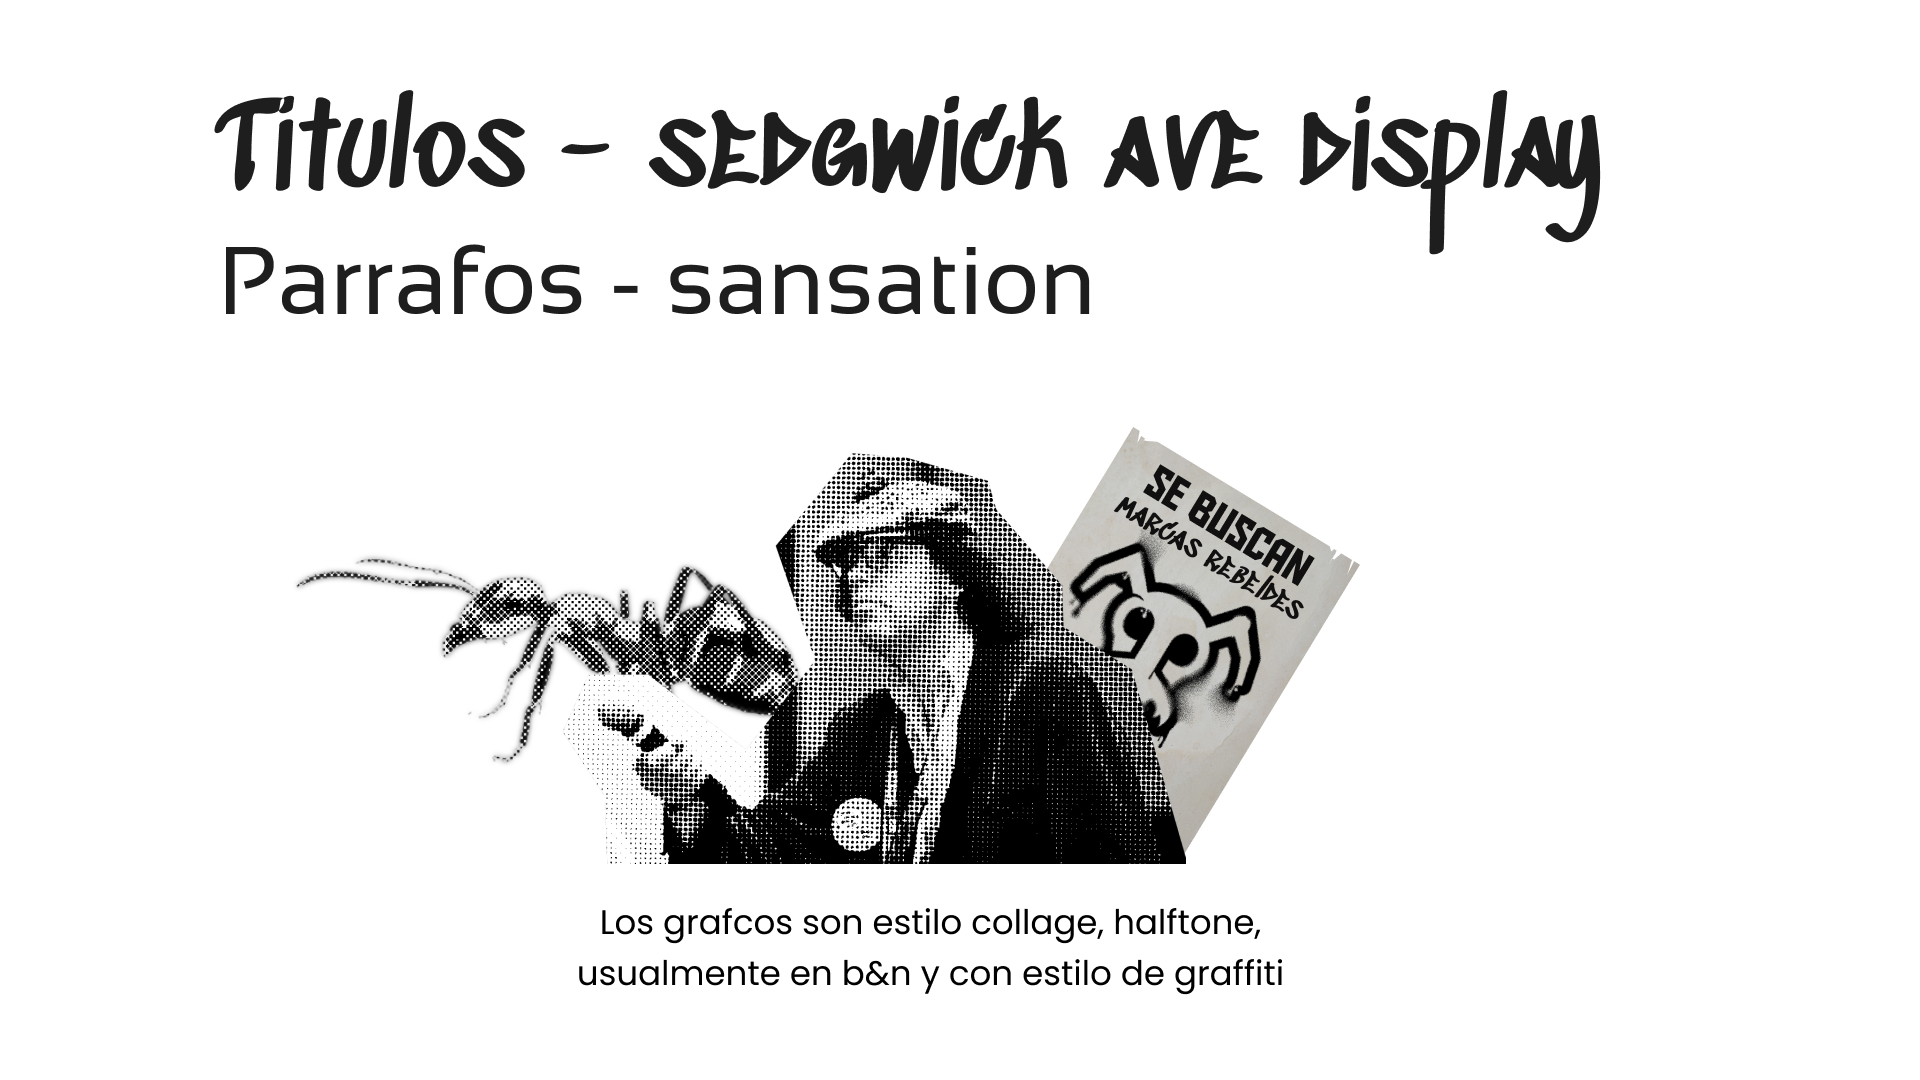 Titulos - SEDGWICK AVE Display
Parrafos - sansation
SE BUSCAN
MARCAS REBELDES
Los grafcos son estilo collage, halftone,
usualmente en b&n y con estilo de graffiti